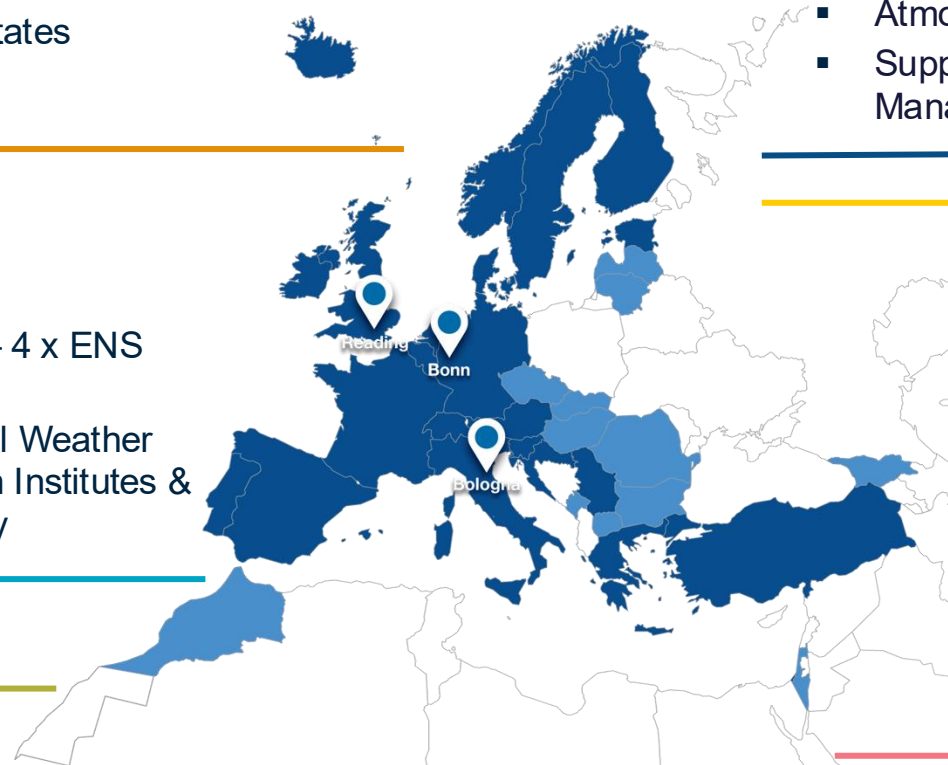 tates
- 4 x ENS
l Weather
n Institutes &
y
Reading
Bonn
Bologna
▪ Atmo
▪ Supp
Mana